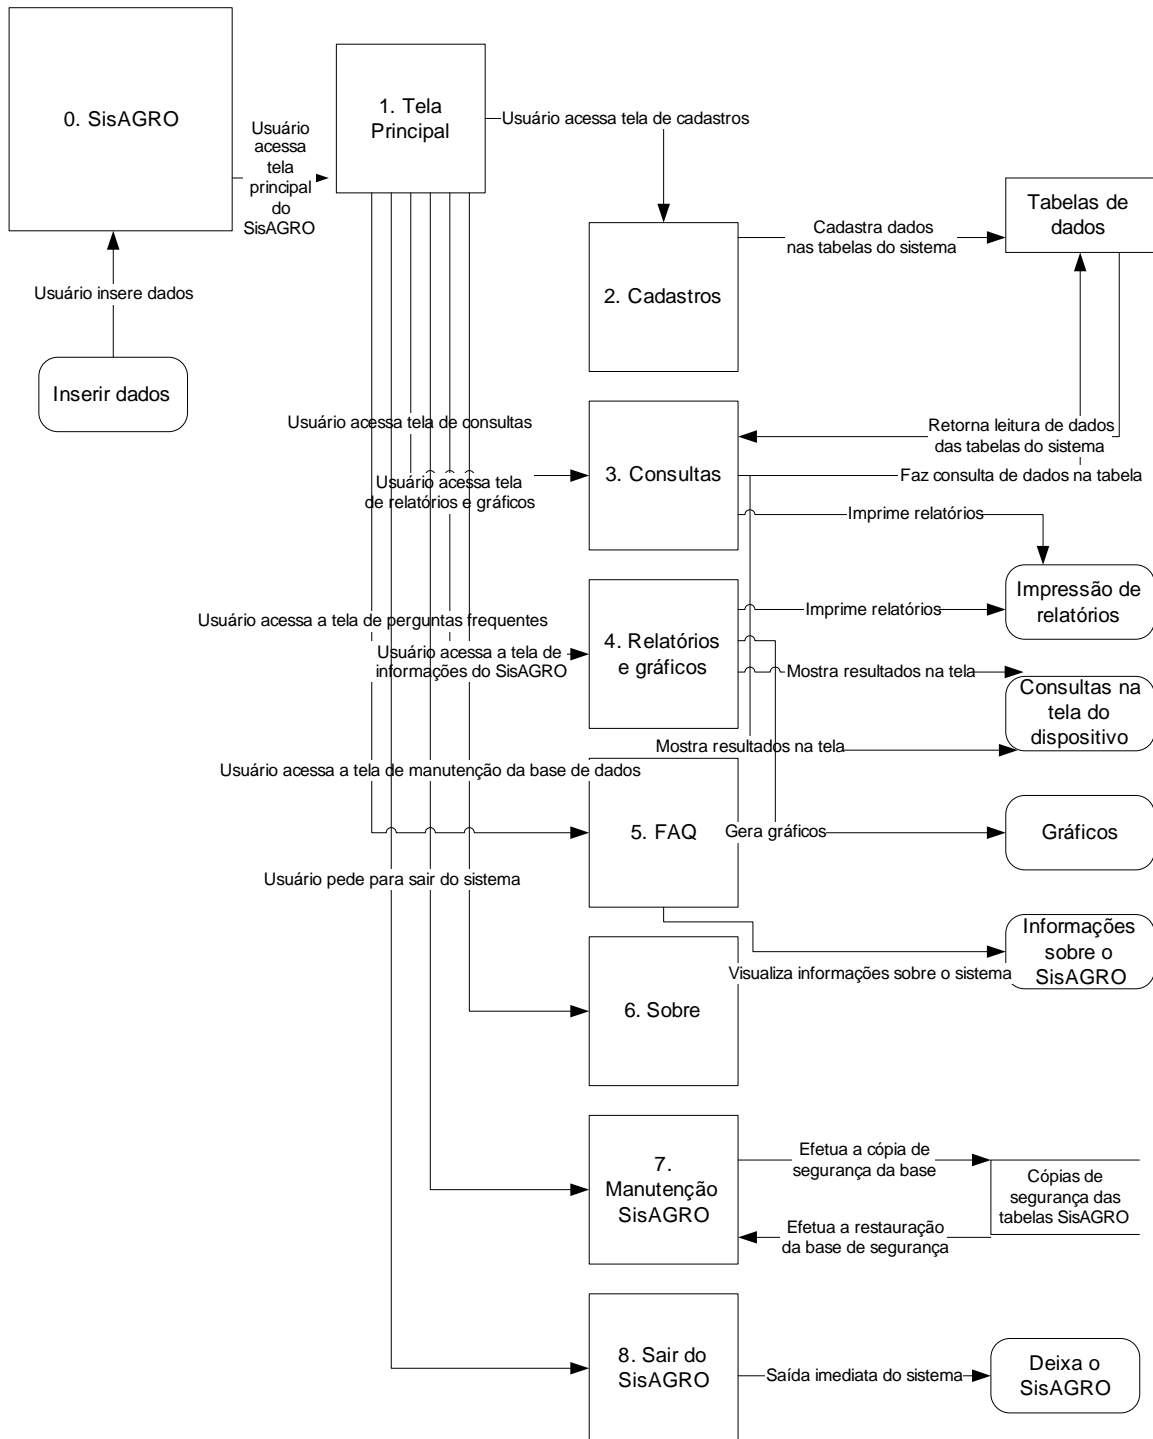 0. SisAGRO
Usuário
acessa
tela
principal
do
SisAGRO
1. Tela
Principal
Usuário acessa tela de cadastros
Usuário insere dados
Inserir dados
2. Cadastros
Cadastra dados
nas tabelas do sistema
Tabelas de
dados
Usuário acessa tela de consultas
Usuário acessa tela
de relatórios e gráficos
3. Consultas
Retorna leitura de dados
das tabelas do sistema
Faz consulta de dados na tabela
Imprime relatórios
Impressão de
relatórios
Usuário acessa a tela de perguntas frequentes
Usuário acessa a tela de
informações do SisAGRO
4. Relatórios
e gráficos
Imprime relatórios
Mostra resultados na tela
Consultas na
tela do
dispositivo
Mostra resultados na tela
Usuário acessa a tela de manutenção da base de dados
5. FAQ
Gera gráficos
Gráficos
Usuário pede para sair do sistema
Informações
sobre o
SisAGRO
Visualiza informações sobre o sistema
6. Sobre
7.
Manutenção
SisAGRO
Efetua a cópia de
segurança da base
Cópias de
segurança das
tabelas SisAGRO
Efetua a restauração
da base de segurança
8. Sair do
SisAGRO
Saída imediata do sistema
Deixa o
SisAGRO